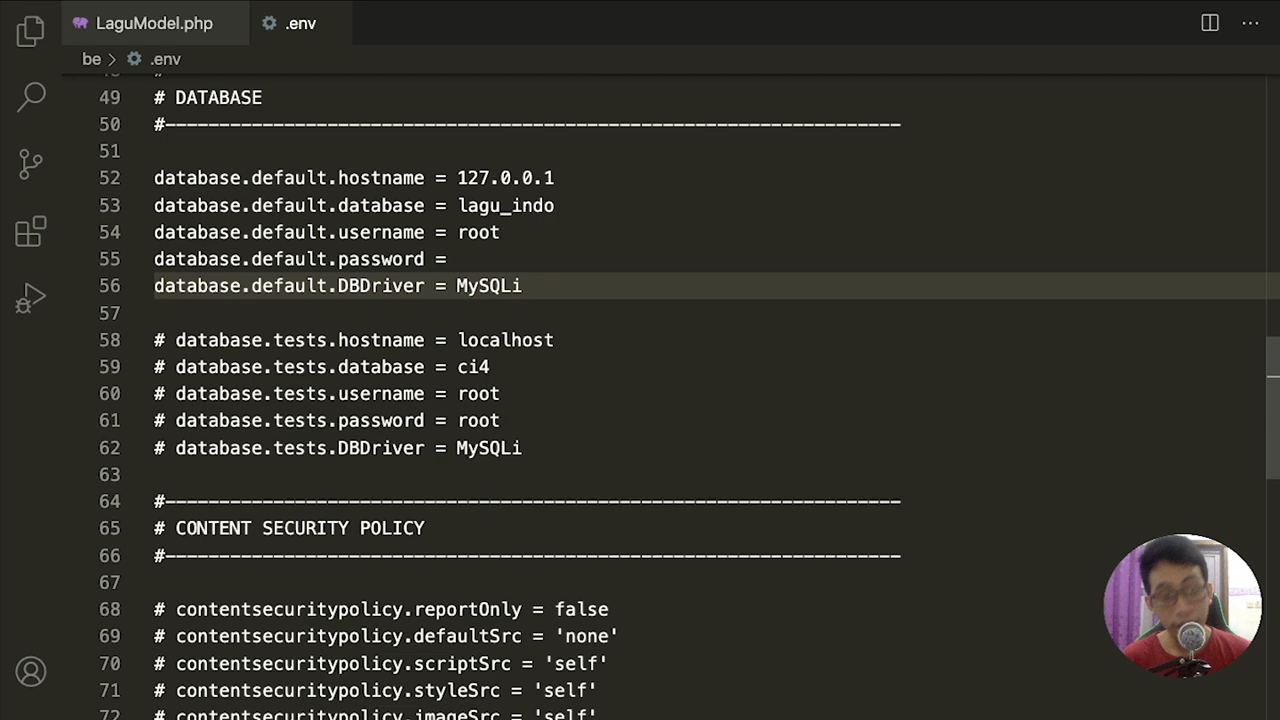 LaguModel.php
.env
be > .env
49 # DATABASE
50 #--------------------------------------------------------------------
51
52 database.default.hostname = 127.0.0.1
53 database.default.database = lagu_indo
54 database.default.username = root
55 database.default.password =
56 database.default.DBDriver = MySQLi
57
58 # database.tests.hostname = localhost
59 # database.tests.database = ci4
60 # database.tests.username = root
61 # database.tests.password = root
62 # database.tests.DBDriver = MySQLi
63
64 #--------------------------------------------------------------------
65 # CONTENT SECURITY POLICY
66 #--------------------------------------------------------------------
67
68 # contentsecuritypolicy.reportOnly = false
69 # contentsecuritypolicy.defaultSrc = 'none'
70 # contentsecuritypolicy.scriptSrc = 'self'
71 # contentsecuritypolicy.styleSrc = 'self'
72 # contentsecuritypolicy.imageSrc = 'self'